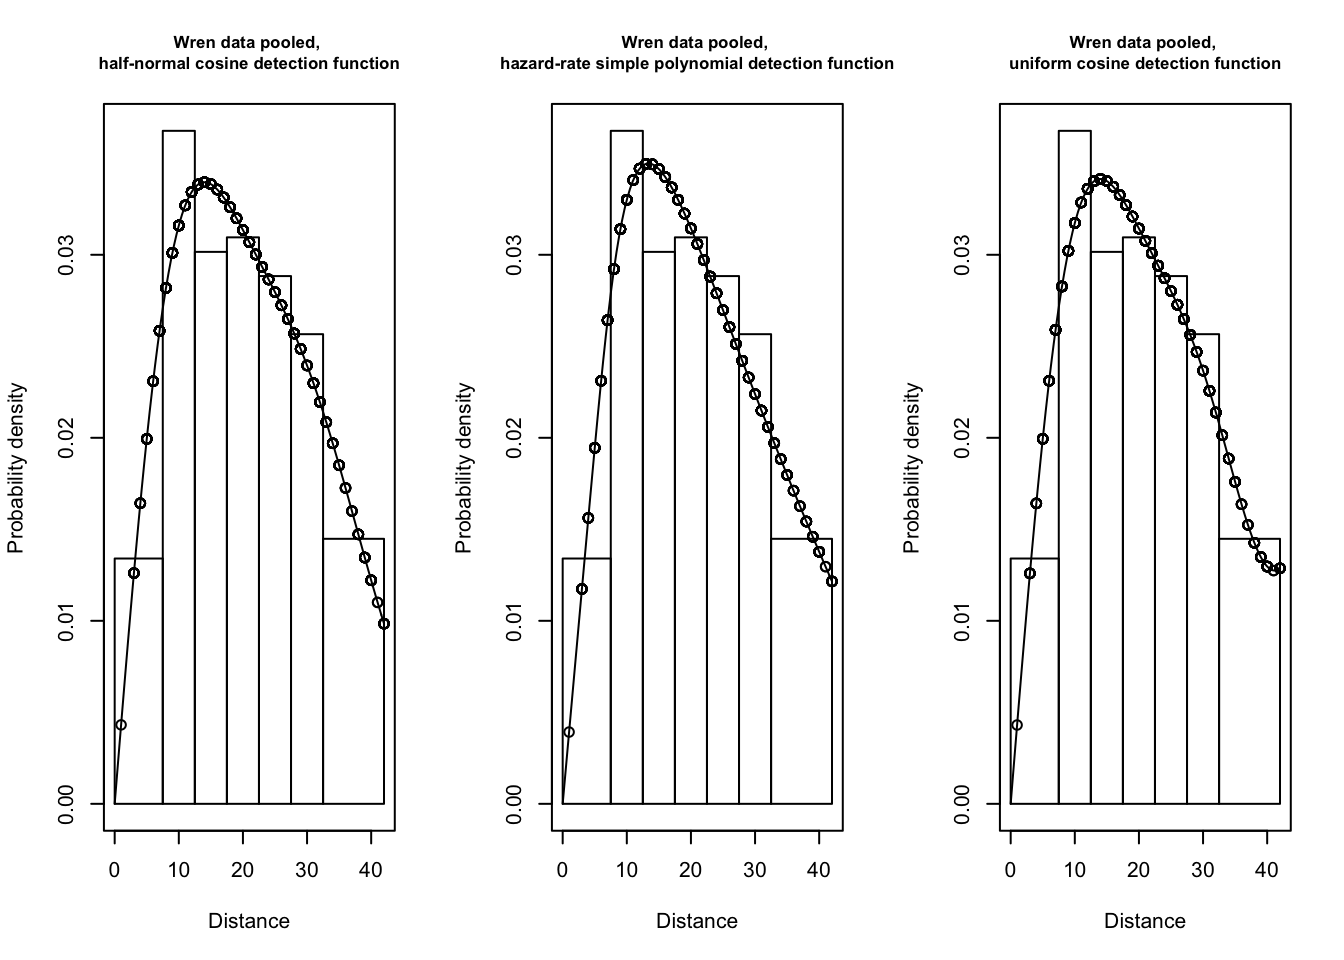 Wren data pooled,
half-normal cosine detection function
Probability density
0.03
0.02
0.01
0.00
0 10 20 30 40
Distance
Wren data pooled,
hazard-rate simple polynomial detection function
Probability density
0.03
0.02
0.01
0.00
0 10 20 30 40
Distance
Wren data pooled,
uniform cosine detection function
Probability density
0.03
0.02
0.01
0.00
0 10 20 30 40
Distance